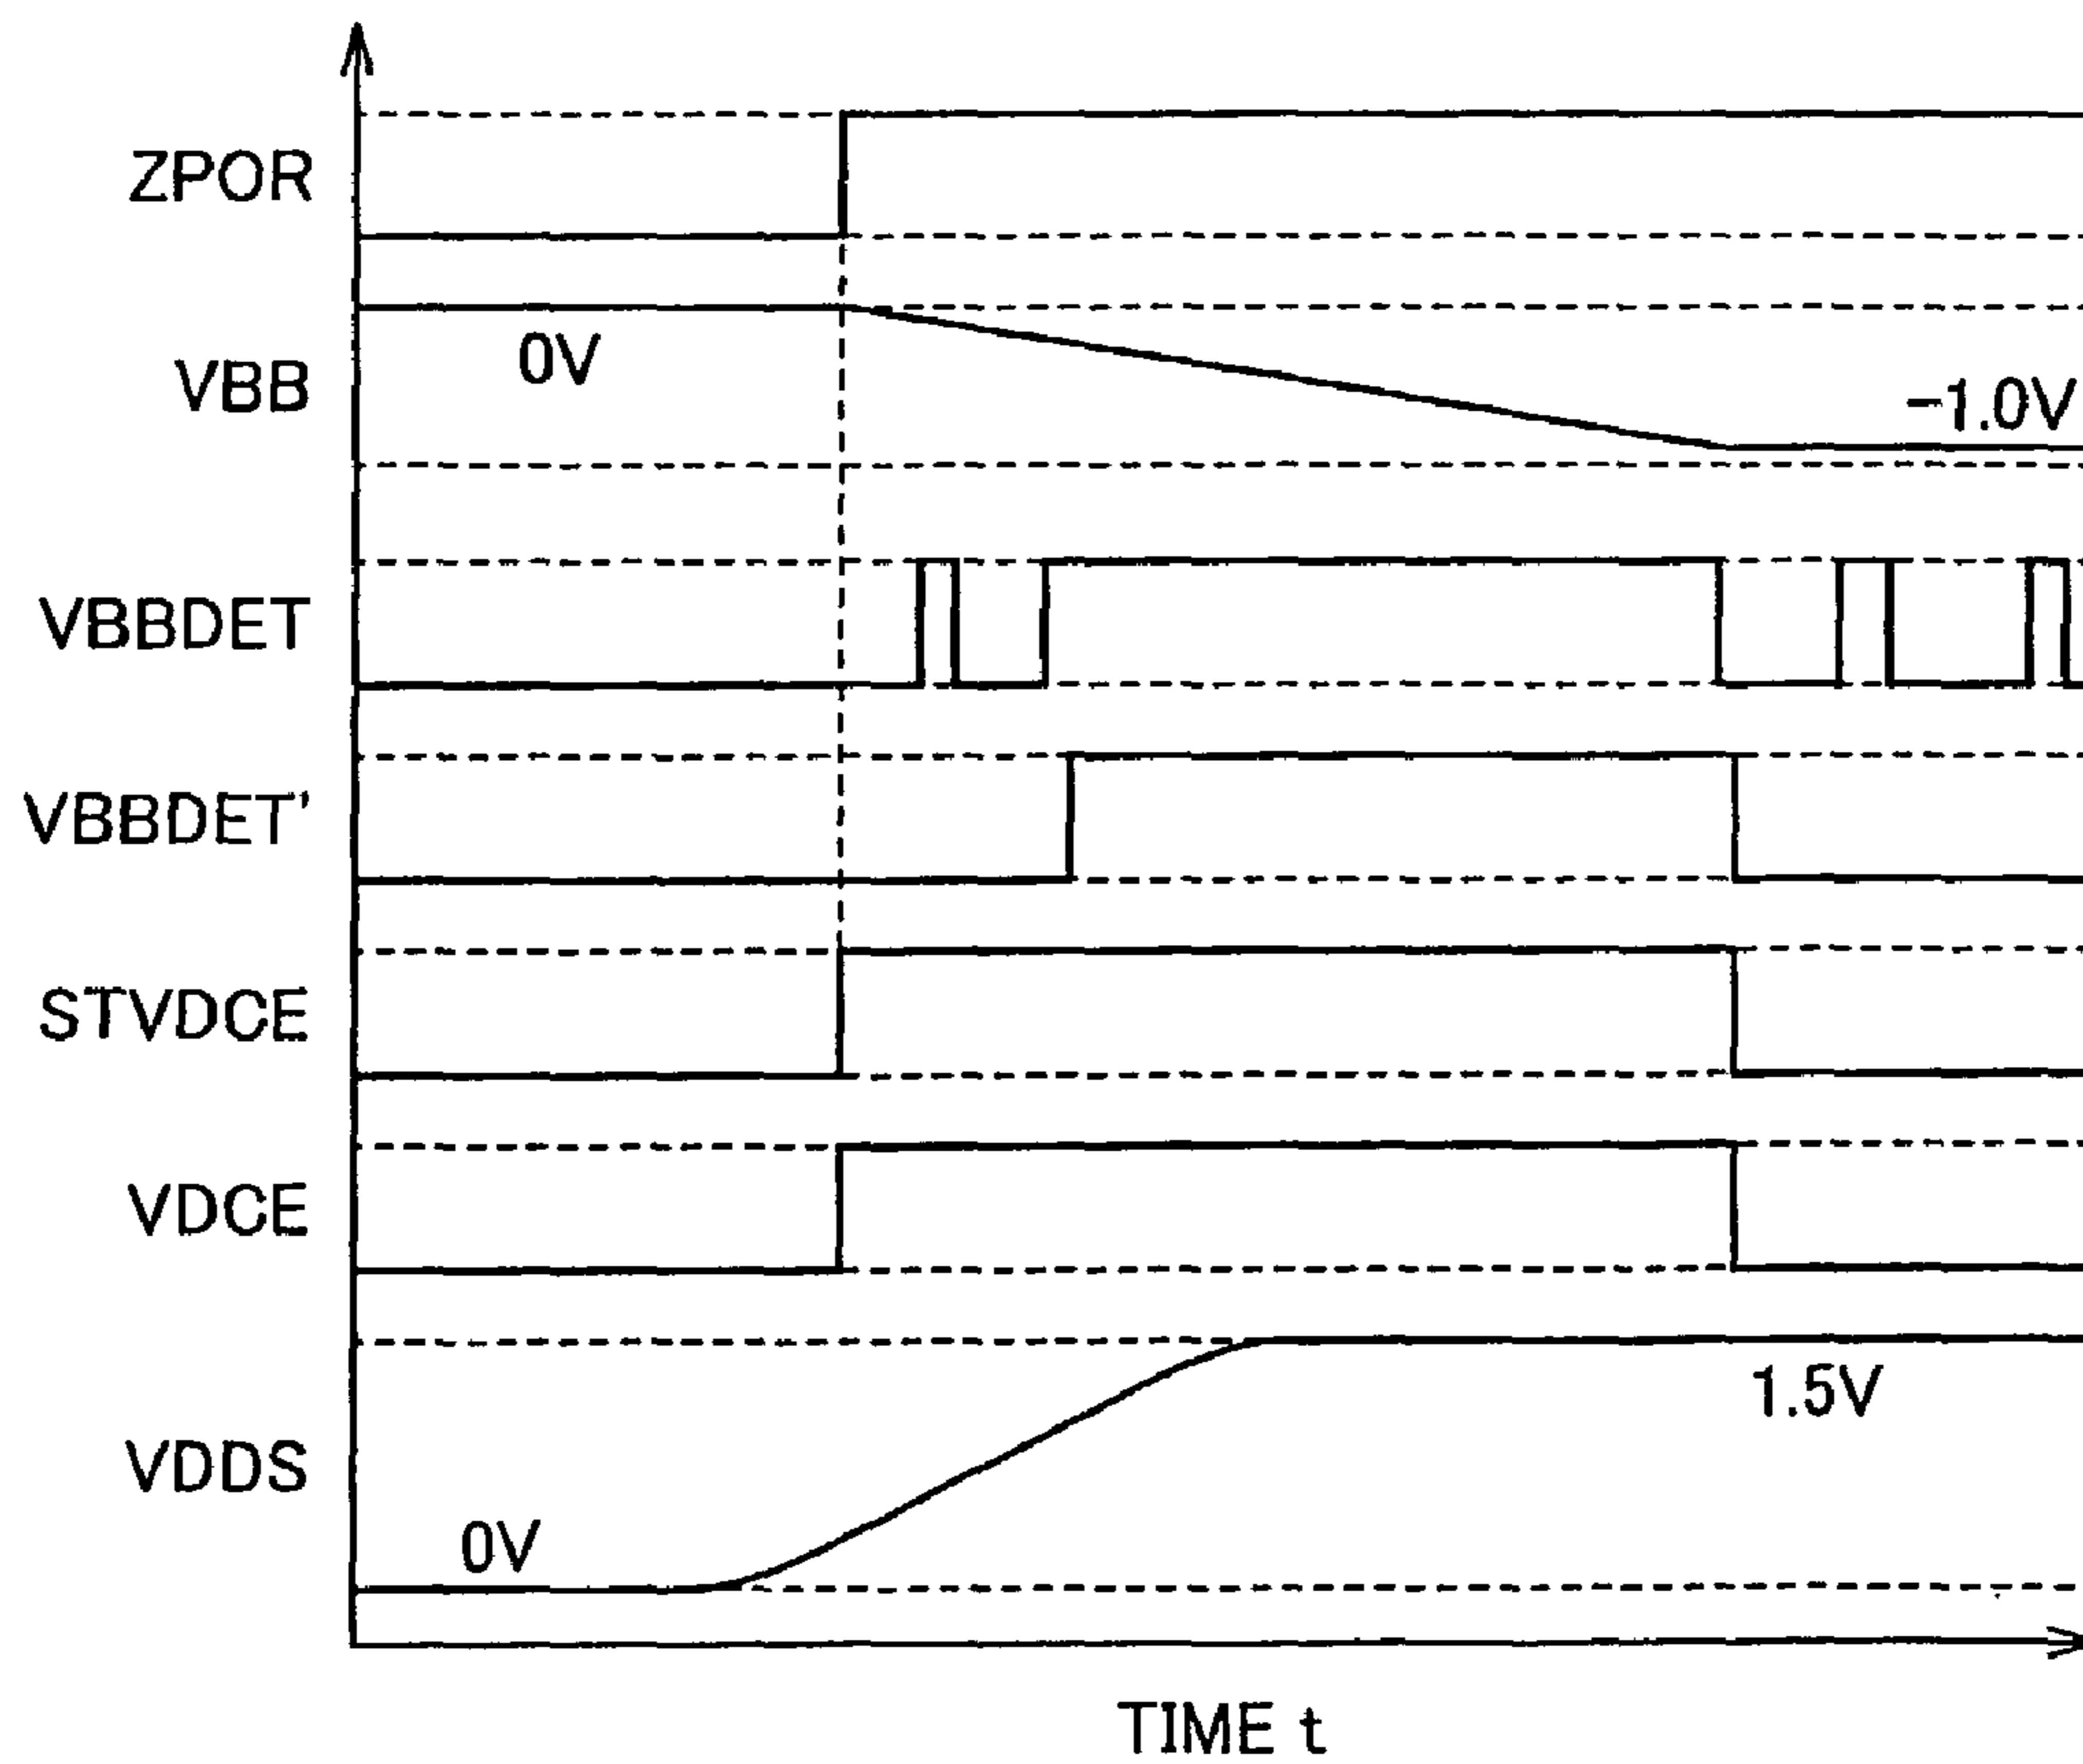 ZPOR
VBB
0V
−1.0V
VBBDET
VBBDET'
STVDCE
VDCE
VDDS
0V
1.5V
TIME t